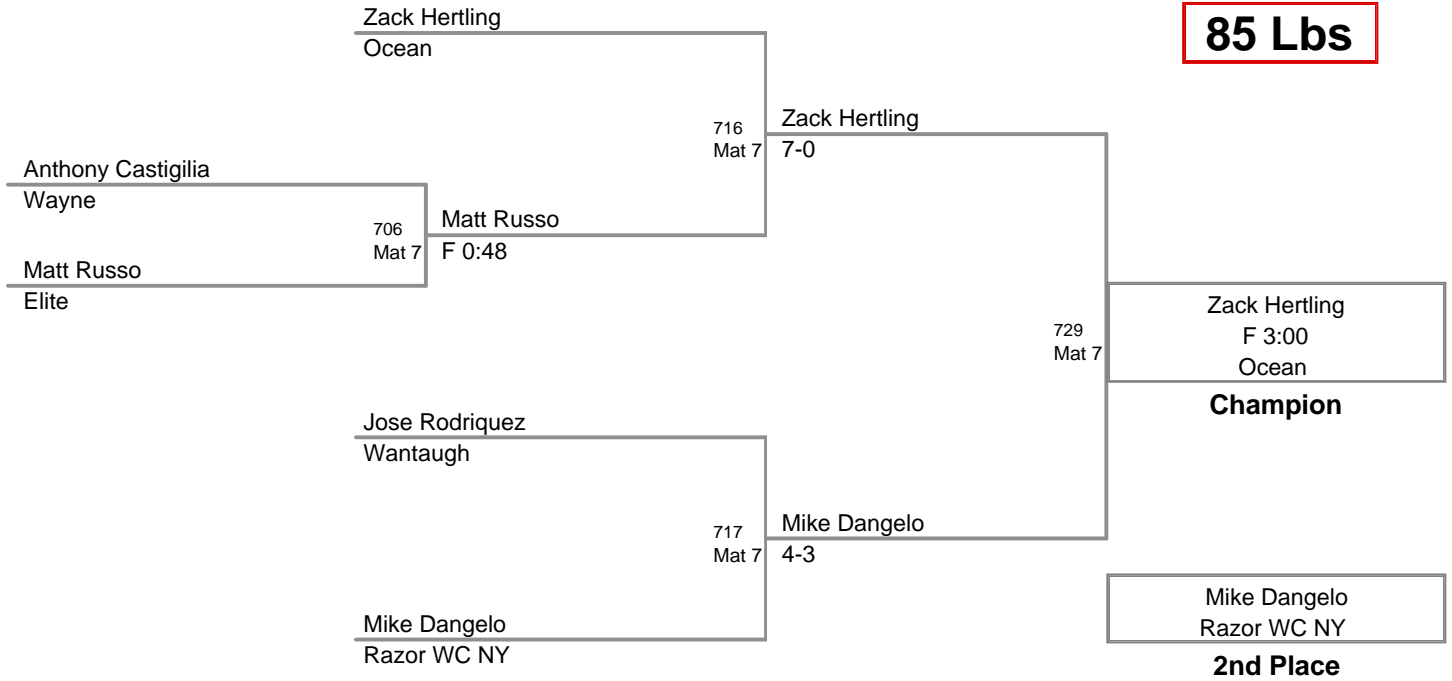 85 Lbs
Zack Hertling
Ocean
716
Mat 7
Zack Hertling
7-0
Anthony Castigilia
Wayne
706
Mat 7
Matt Russo
F 0:48
Matt Russo
Elite
729
Mat 7
Zack Hertling
F 3:00
Ocean
Champion
Jose Rodriquez
Wantaugh
717
Mat 7
Mike Dangelo
4-3
Mike Dangelo
Razor WC NY
Mike Dangelo
Razor WC NY
2nd Place